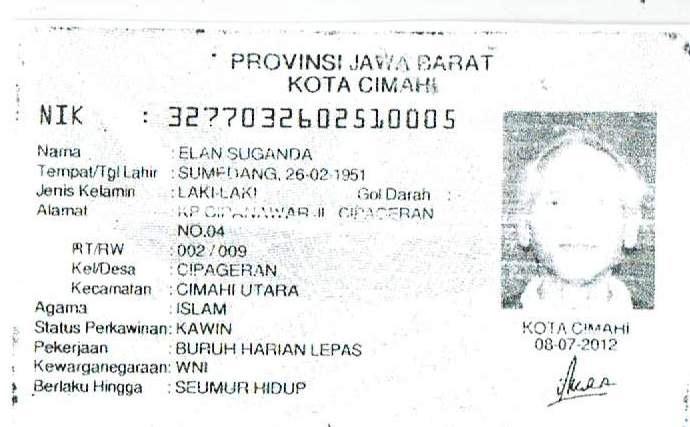 PROVINSI JAWA BARAT
KOTA CIMAHI
NIK : 3277032602510005
Nama : ELAN SUGANDA
Tempat/Tgl Lahir : SUMEDANG, 26-02-1951
Jenis Kelamin : LAKI-LAKI Gol Darah : -
Alamat : KP JL CIPAGERAN
NO.04
RT/RW : 002 / 009
Kel/Desa : CIPAGERAN
Kecamatan : CIMAHI UTARA
Agama : ISLAM
Status Perkawinan: KAWIN
Pekerjaan : BURUH HARIAN LEPAS
Kewarganegaraan: WNI
Berlaku Hingga : SEUMUR HIDUP
KOTA CIMAHI
08-07-2012